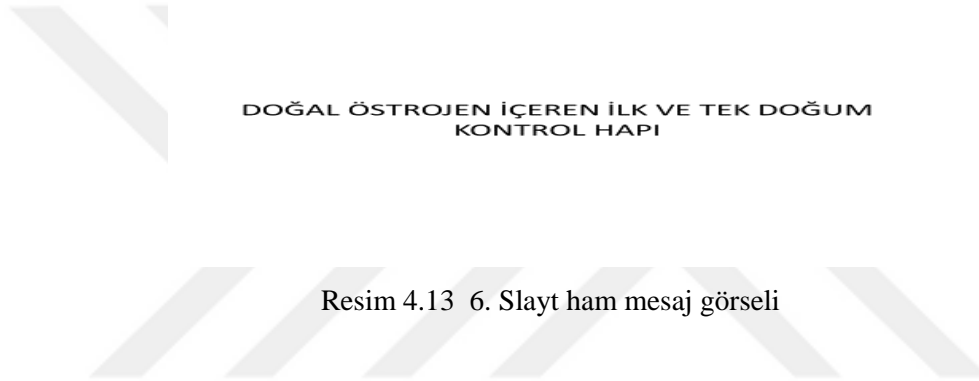 DOĞAL ÖSTROJEN İÇEREN İLK VE TEK DOĞUM
KONTROL HAPI
Resim 4.13 6. Slayt ham mesaj görseli